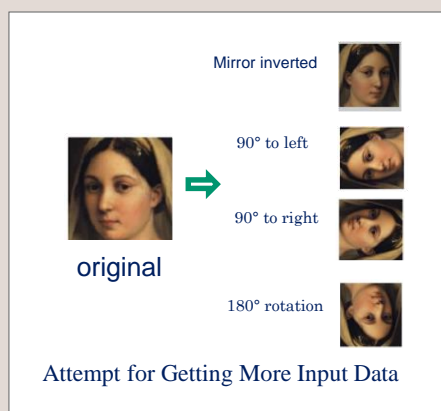 Mirror inverted
90° to left
90° to right
original
180° rotation
Attempt for Getting More Input Data